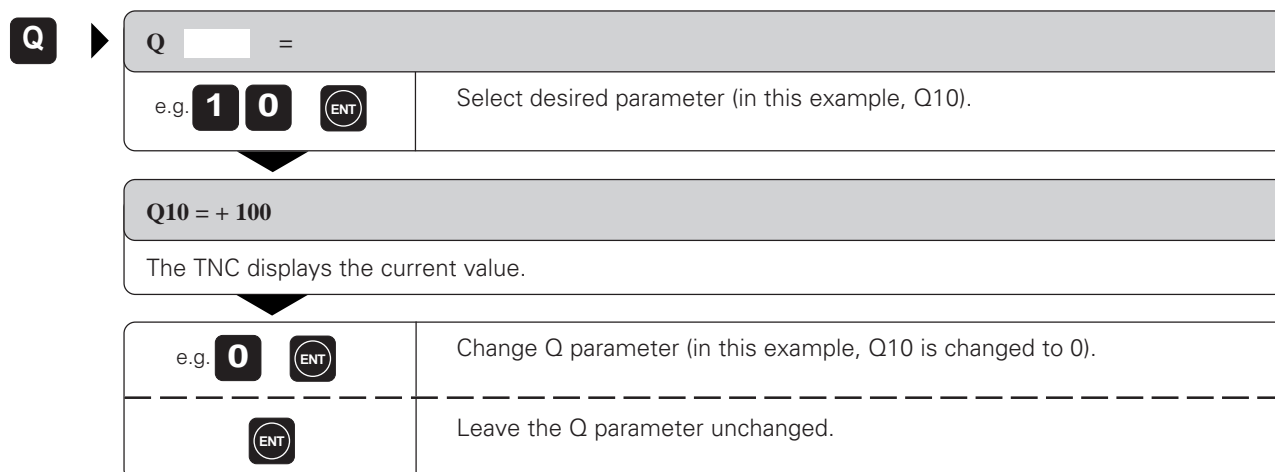 Q
Q =
e.g. 1 0 ENT
Select desired parameter (in this example, Q10).
Q10 = + 100
The TNC displays the current value.
e.g. 0 ENT
Change Q parameter (in this example, Q10 is changed to 0).
ENT
Leave the Q parameter unchanged.